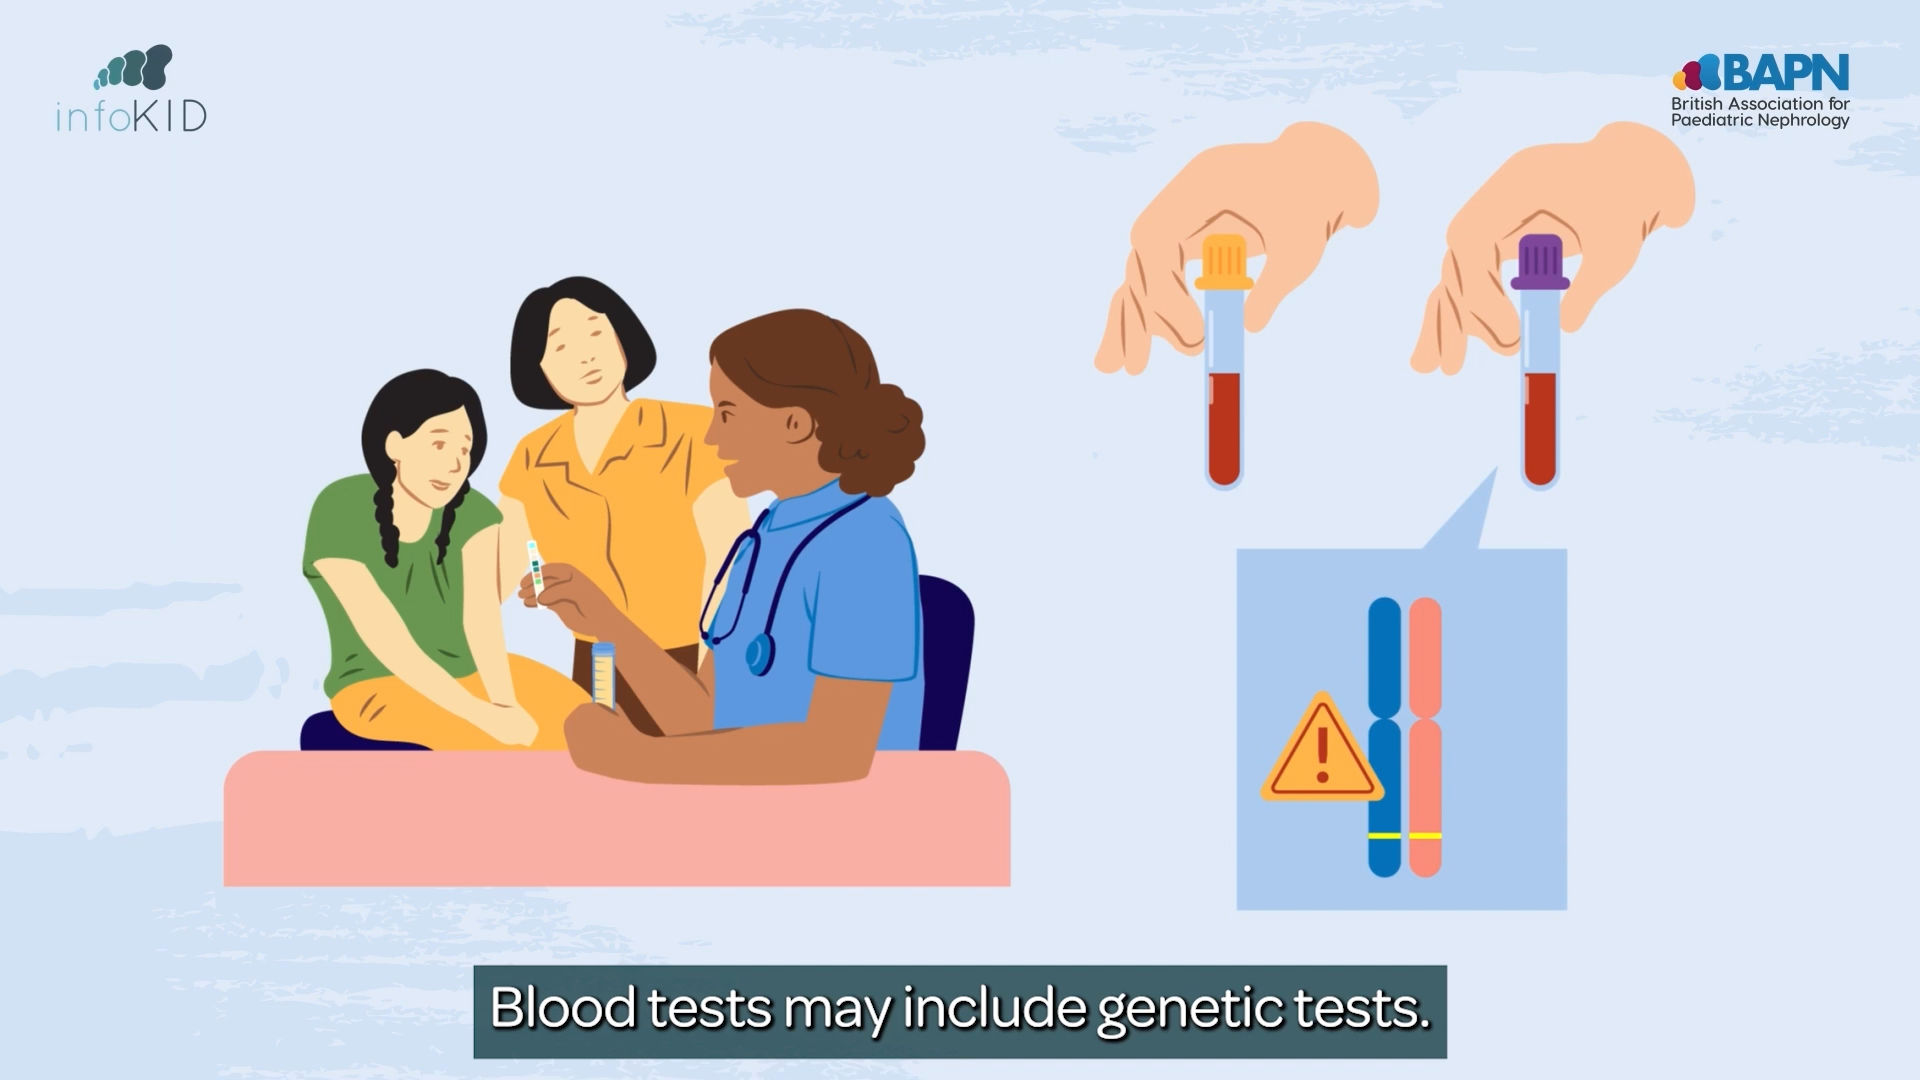 infoKID
BAPN
British Association for
Paediatric Nephrology
!
Blood tests may include genetic tests.